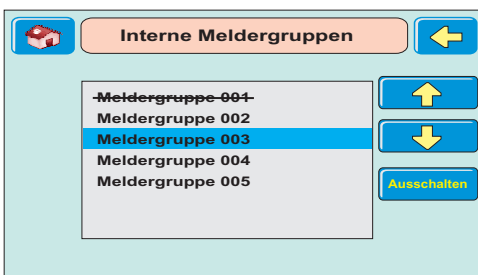 Interne Meldergruppen
Meldergruppe 001
Meldergruppe 002
Meldergruppe 003
Meldergruppe 004
Meldergruppe 005
Ausschalten